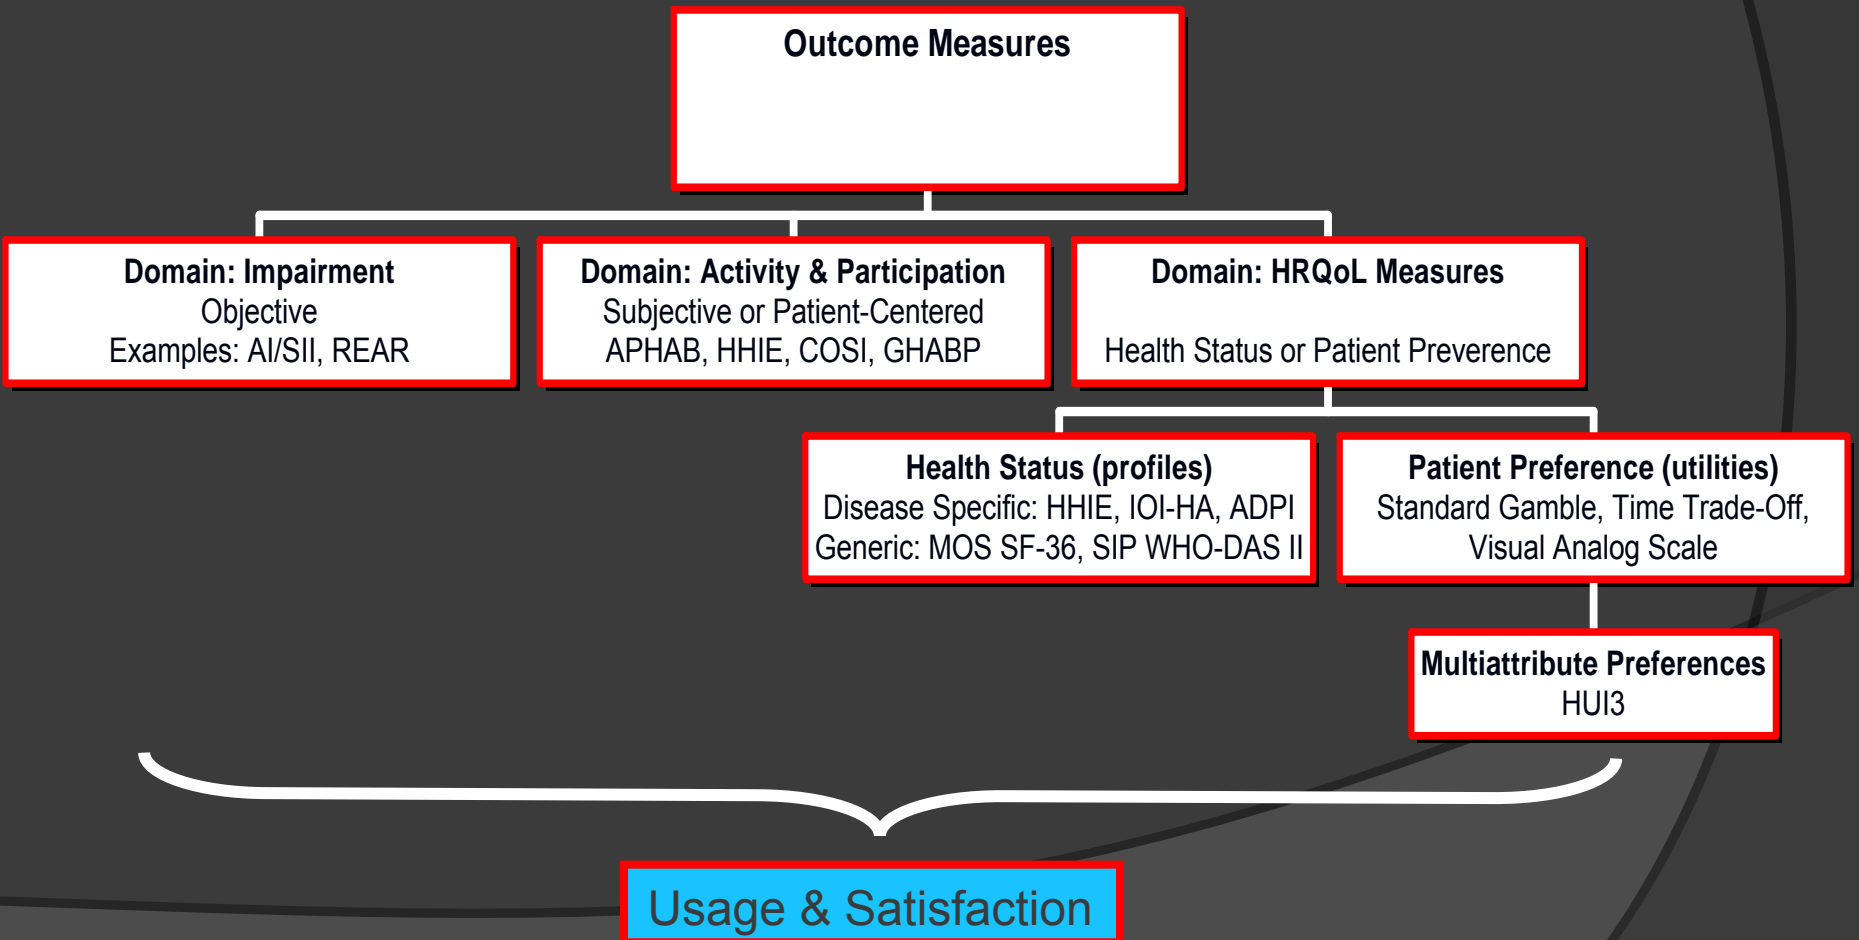 Outcome Measures
Domain: Impairment
Objective
Examples: AI/SII, REAR
Domain: Activity & Participation
Subjective or Patient-Centered
APHAB, HHIE, COSI, GHABP
Domain: HRQoL Measures
Health Status or Patient Preverence
Health Status (profiles)
Disease Specific: HHIE, IOI-HA, ADPI
Generic: MOS SF-36, SIP WHO-DAS II
Patient Preference (utilities)
Standard Gamble, Time Trade-Off,
Visual Analog Scale
Multiattribute Preferences
HUI3
Usage & Satisfaction